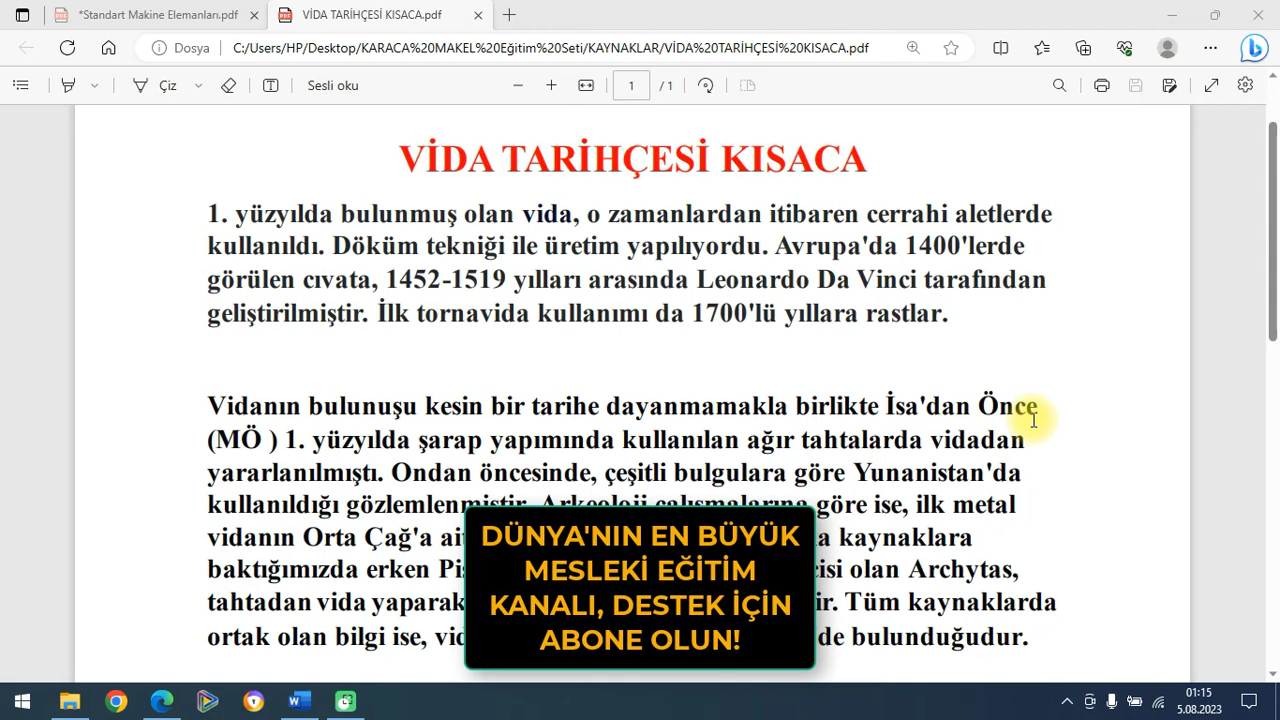 *Standart Makine Elemanları.pdf
VİDA TARİHÇESİ KISACA.pdf
Dosya
C:/Users/HP/Desktop/KARACA%20MAKEL%20Eğitim%20Seti/KAYNAKLAR/VİDA%20TARİHÇESİ%20KISACA.pdf
Çiz
Sesli oku
1 / 1
VİDA TARİHÇESİ KISACA
1. yüzyılda bulunmuş olan vida, o zamanlardan itibaren cerrahi aletlerde
kullanıldı. Döküm tekniği ile üretim yapılıyordu. Avrupa'da 1400'lerde
görülen cıvata, 1452-1519 yılları arasında Leonardo Da Vinci tarafından
geliştirilmiştir. İlk tornavida kullanımı da 1700'lü yıllara rastlar.
Vidanın bulunuşu kesin bir tarihe dayanmamakla birlikte İsa'dan Önce
(MÖ ) 1. yüzyılda şarap yapımında kullanılan ağır tahtalarda vidadan
yararlanılmıştı. Ondan öncesinde, çeşitli bulgulara göre Yunanistan'da
kullanıldığı gözlemlenmiştir. Arkeoloji çalışmalarına göre ise, ilk metal
vidanın Orta Çağ'a ait kaynaklara
baktığımızda erken olan Archytas,
tahtadan vida yaparak Tüm kaynaklarda
ortak olan bilgi ise, bulunduğudur.
DÜNYA'NIN EN BÜYÜK
MESLEKİ EĞİTİM
KANALI, DESTEK İÇİN
ABONE OLUN!
01:15
5.08.2023